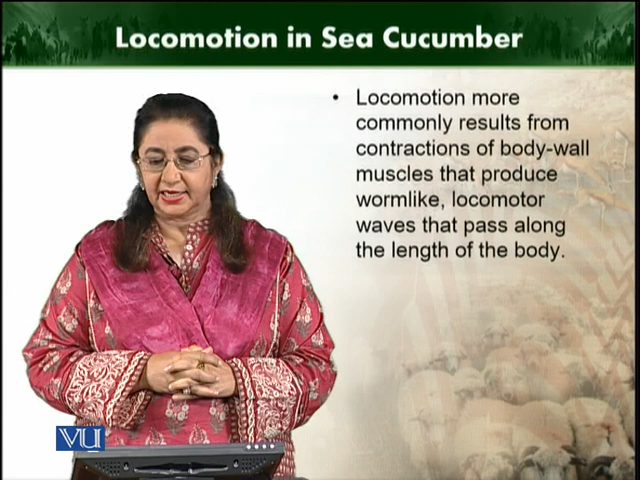 Locomotion in Sea Cucumber
• Locomotion more
commonly results from
contractions of body-wall
muscles that produce
wormlike, locomotor
waves that pass along
the length of the body.
VU